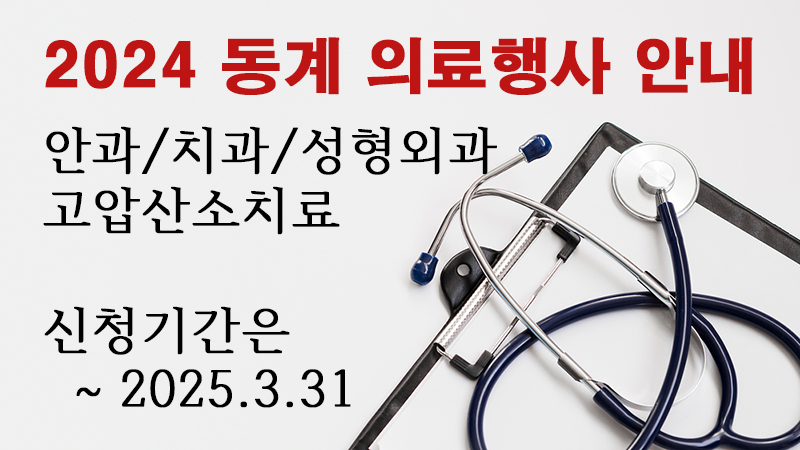 2024 동계 의료행사 안내
안과/치과/성형외과
고압산소치료
신청기간은
~ 2025.3.31